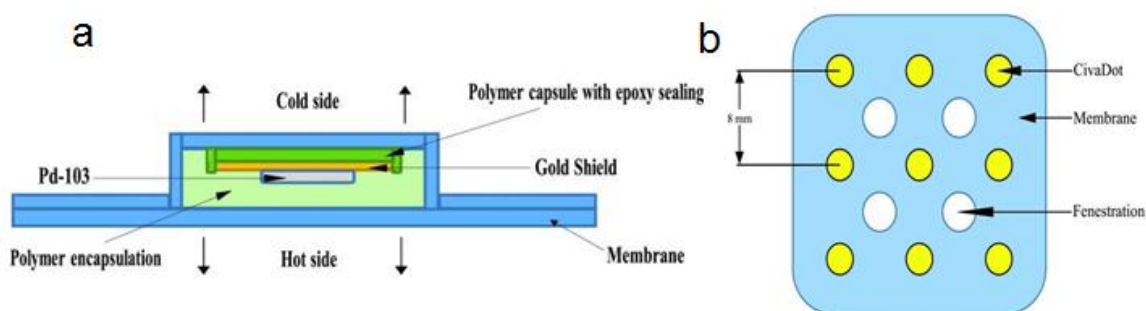 a
Cold side
Polymer capsule with epoxy sealing
Pd-103
Gold Shield
Polymer encapsulation
Hot side
Membrane
b
CivaDot
Membrane
8 mm
Fenestration